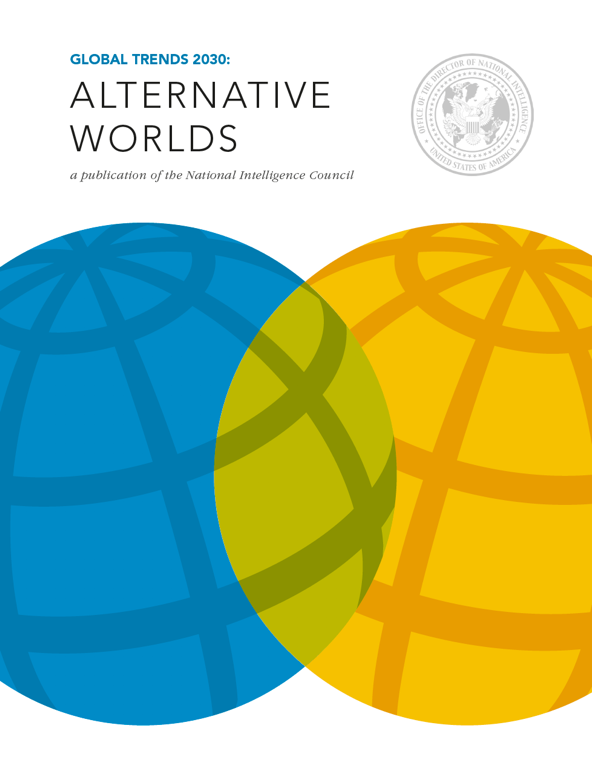 GLOBAL TRENDS 2030:
ALTERNATIVE
WORLDS
a publication of the National Intelligence Council
OFFICE OF THE DIRECTOR OF NATIONAL INTELLIGENCE
UNITED STATES OF AMERICA